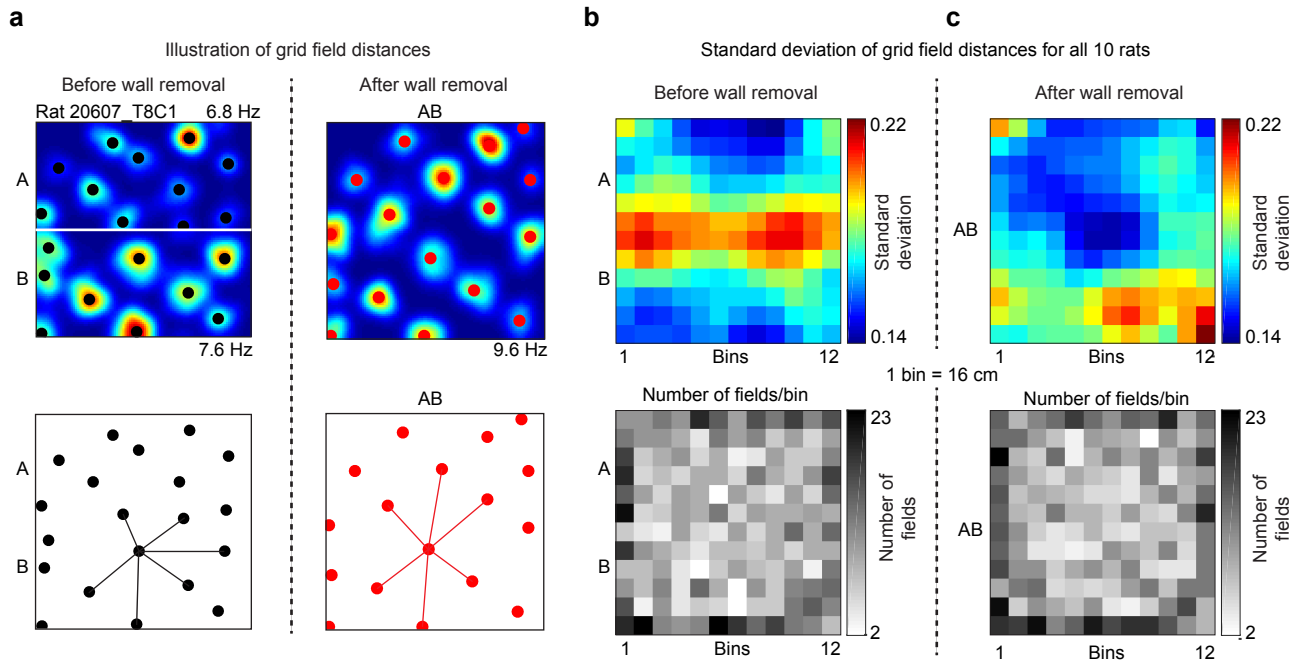 a
Illustration of grid field distances
Before wall removal
After wall removal
Rat 20607_T8C1 6.8 Hz
AB
A
B
7.6 Hz
9.6 Hz
AB
A
B
b
c
Standard deviation of grid field distances for all 10 rats
Before wall removal
After wall removal
A
B
0.22
Standard
deviation
0.14
1 Bins 12
AB
0.22
Standard
deviation
0.14
1 Bins 12
1 bin = 16 cm
Number of fields/bin
A
B
23
Number of
fields
2
1 Bins 12
Number of fields/bin
AB
23
Number of
fields
2
1 Bins 12